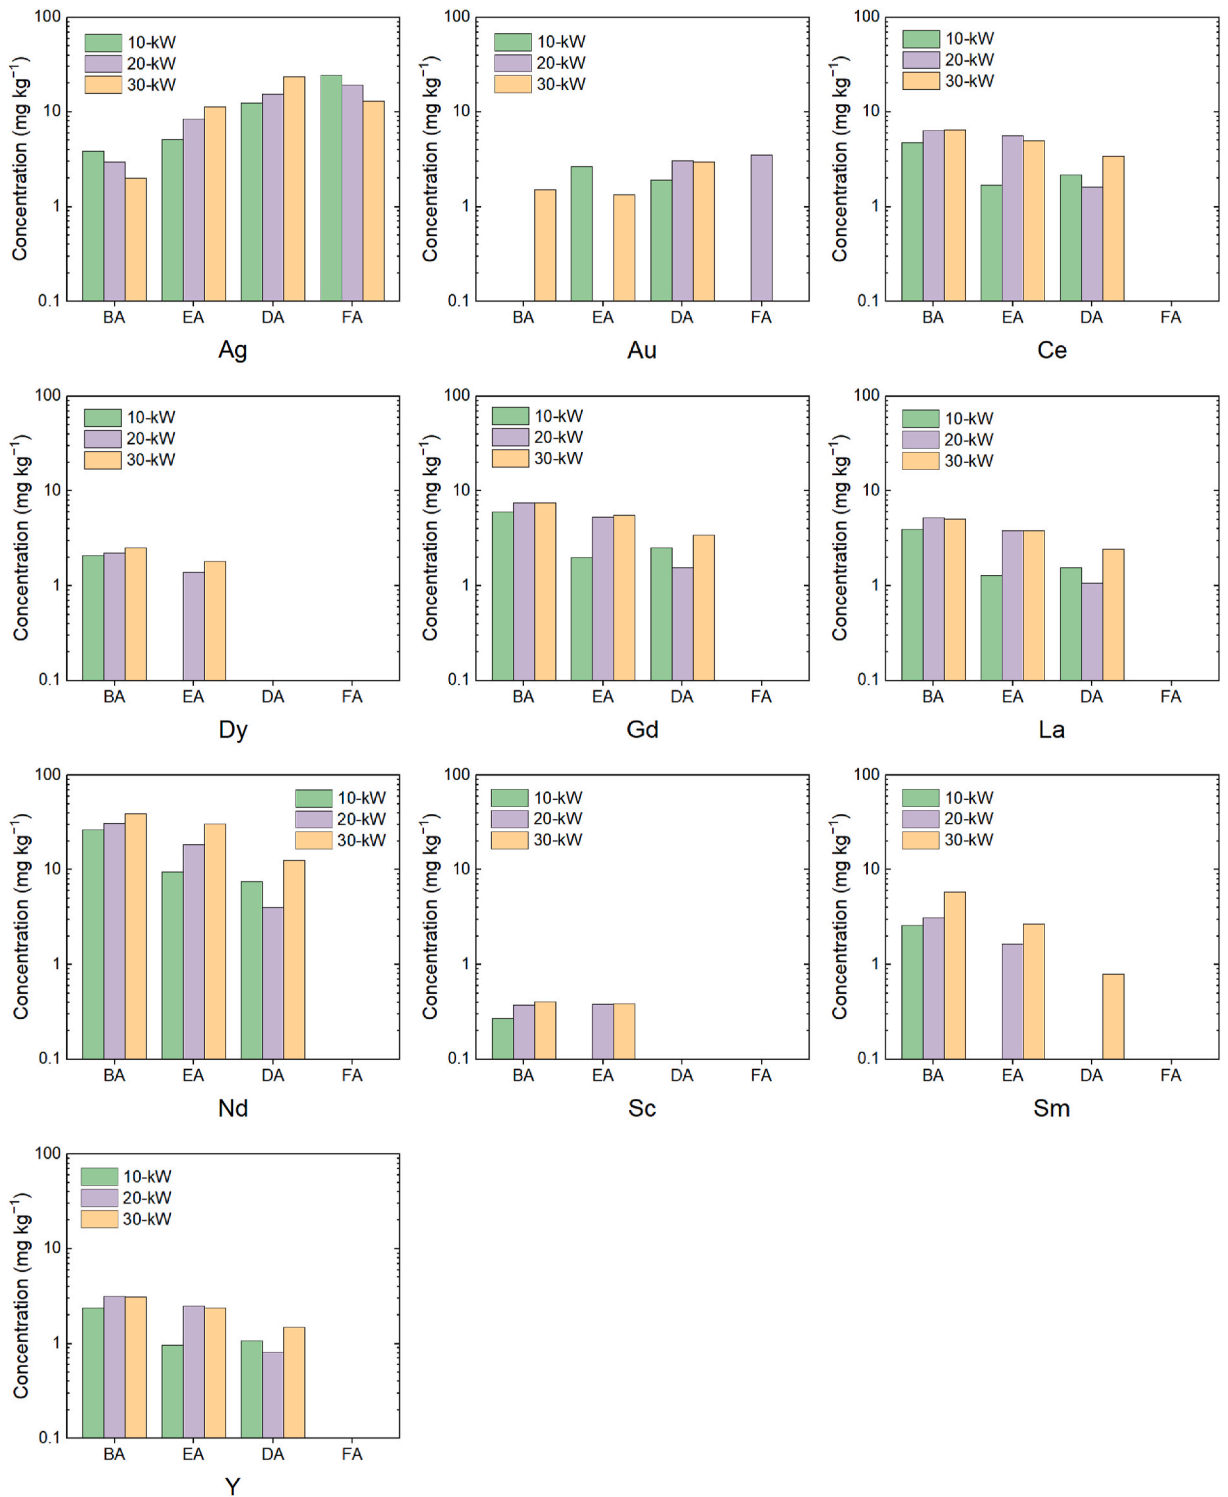 Concentration (mg kg⁻¹)
100
10
1
0.1
10-kW
20-kW
30-kW
BA EA DA FA
Ag
Concentration (mg kg⁻¹)
100
10
1
0.1
10-kW
20-kW
30-kW
BA EA DA FA
Au
Concentration (mg kg⁻¹)
100
10
1
0.1
10-kW
20-kW
30-kW
BA EA DA FA
Ce
Concentration (mg kg⁻¹)
100
10
1
0.1
10-kW
20-kW
30-kW
BA EA DA FA
Dy
Concentration (mg kg⁻¹)
100
10
1
0.1
10-kW
20-kW
30-kW
BA EA DA FA
Gd
Concentration (mg kg⁻¹)
100
10
1
0.1
10-kW
20-kW
30-kW
BA EA DA FA
La
Concentration (mg kg⁻¹)
100
10
1
0.1
10-kW
20-kW
30-kW
BA EA DA FA
Nd
Concentration (mg kg⁻¹)
100
10
1
0.1
10-kW
20-kW
30-kW
BA EA DA FA
Sc
Concentration (mg kg⁻¹)
100
10
1
0.1
10-kW
20-kW
30-kW
BA EA DA FA
Sm
Concentration (mg kg⁻¹)
100
10
1
0.1
10-kW
20-kW
30-kW
BA EA DA FA
Y